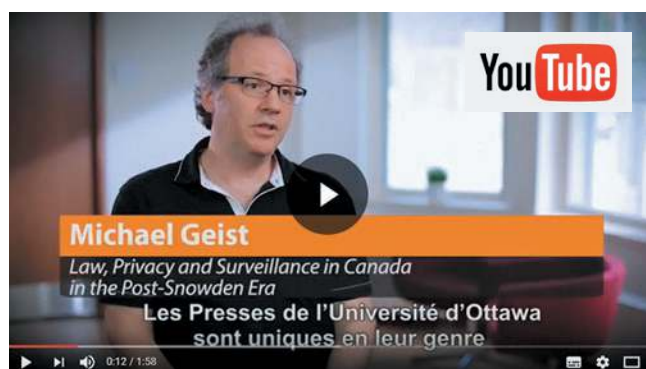 YouTube
Michael Geist
Law, Privacy and Surveillance in Canada
in the Post-Snowden Era
Les Presses de l'Université d'Ottawa
sont uniques en leur genre
0:12 / 1:58